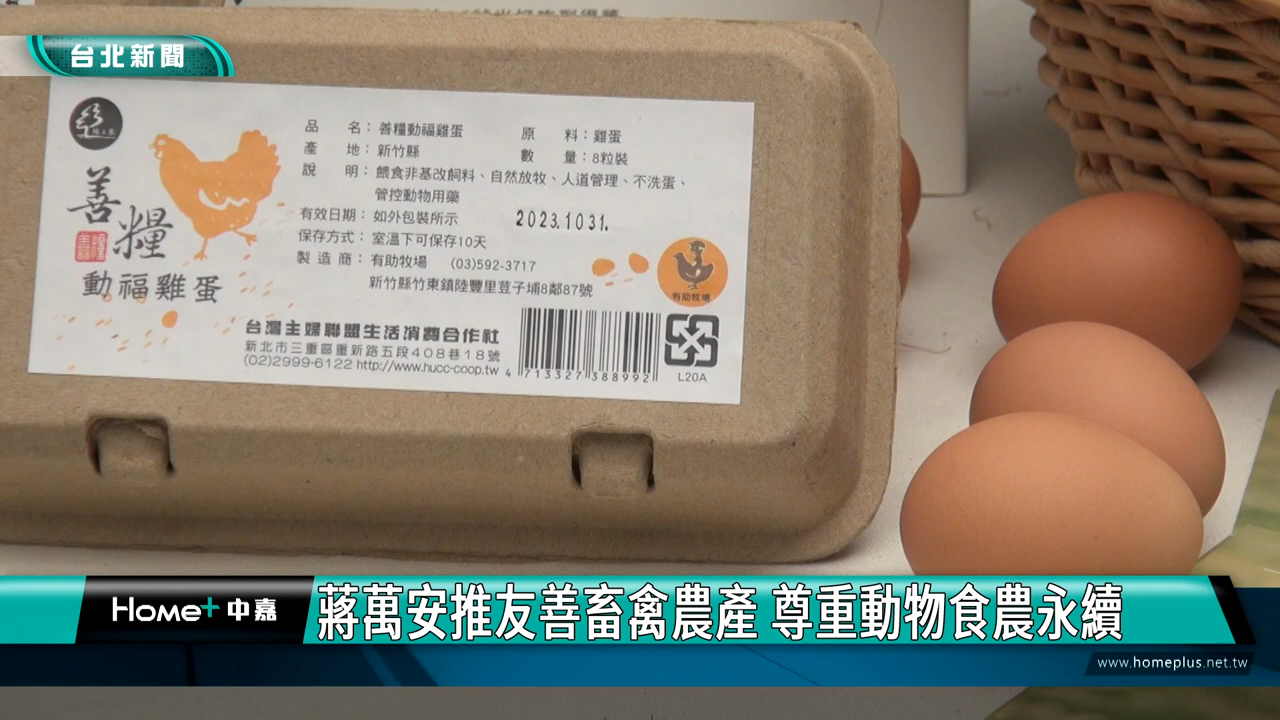 台北新聞
品名：善糧動福雞蛋 原料：雞蛋
產地：新竹縣 數量：8粒裝
說明：餵食非基改飼料、自然放牧、人道管理、不洗蛋、
管控動物用藥
有效日期：如外包裝所示 2023.1031.
保存方式：室溫下可保存10天
製造商：有助牧場 (03)592-3717
新竹縣竹東鎮陸豐里荳子埔8鄰87號
善糧
動福雞蛋
有助牧場
台灣主婦聯盟生活消費合作社
新北市三重區重新路五段408巷18號
(02)2999-6122 http://www.hucc-coop.tw
4 713327 388992
L20A
Home+ 中嘉
蔣萬安推友善畜禽農產 尊重動物食農永續
www.homeplus.net.tw